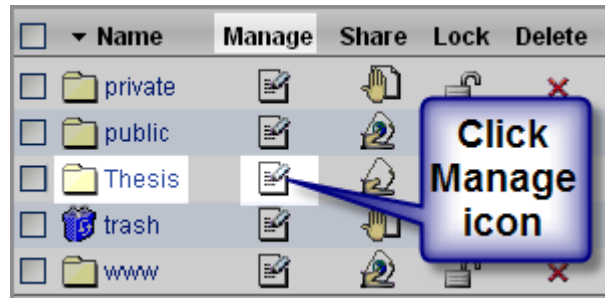 Name Manage Share Lock Delete
private
public
Thesis
trash
www
Click
Manage
icon